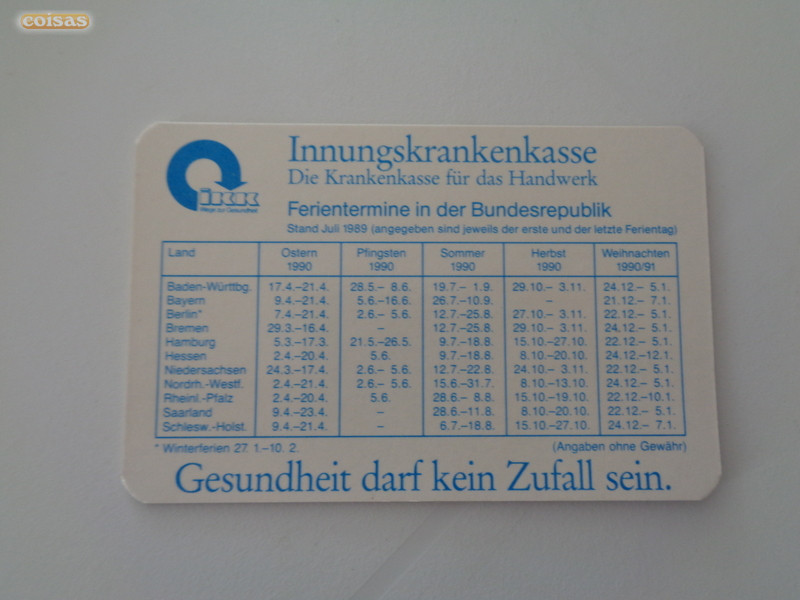 coisas
ikk
Wege zur Gesundheit
Innungskrankenkasse
Die Krankenkasse für das Handwerk
Ferientermine in der Bundesrepublik
Stand Juli 1989 (angegeben sind jeweils der erste und der letzte Ferientag)
Land Ostern 1990 Pfingsten 1990 Sommer 1990 Herbst 1990 Weihnachten 1990/91
Baden-Württbg. 17.4.–21.4. 28.5.– 8.6. 19.7.– 1.9. 29.10.– 3.11. 24.12.– 5.1.
Bayern 9.4.–21.4. 5.6.–16.6. 26.7.–10.9. – 21.12.– 7.1.
Berlin* 7.4.–21.4. 2.6.– 5.6. 12.7.–25.8. 27.10.– 3.11. 22.12.– 5.1.
Bremen 29.3.–16.4. – 12.7.–25.8. 29.10.– 3.11. 22.12.– 5.1.
Hamburg 5.3.–17.3. 21.5.–26.5. 9.7.–18.8. 15.10.–27.10. 24.12.– 5.1.
Hessen 2.4.–20.4. 5.6. 9.7.–18.8. 8.10.–20.10. 24.12.–12.1.
Niedersachsen 24.3.–17.4. 2.6.– 5.6. 12.7.–22.8. 24.10.– 3.11. 22.12.– 5.1.
Nordrh.-Westf. 2.4.–21.4. 2.6.– 5.6. 15.6.–31.7. 8.10.–13.10. 22.12.– 5.1.
Rheinl.-Pfalz 2.4.–20.4. 5.6. 28.6.– 8.8. 15.10.–19.10. 22.12.–10.1.
Saarland 9.4.–23.4. – 28.6.–11.8. 8.10.–20.10. 22.12.– 5.1.
Schlesw.-Holst. 9.4.–21.4. – 6.7.–18.8. 15.10.–27.10. 24.12.– 7.1.
* Winterferien 27. 1.–10. 2. (Angaben ohne Gewähr)
Gesundheit darf kein Zufall sein.